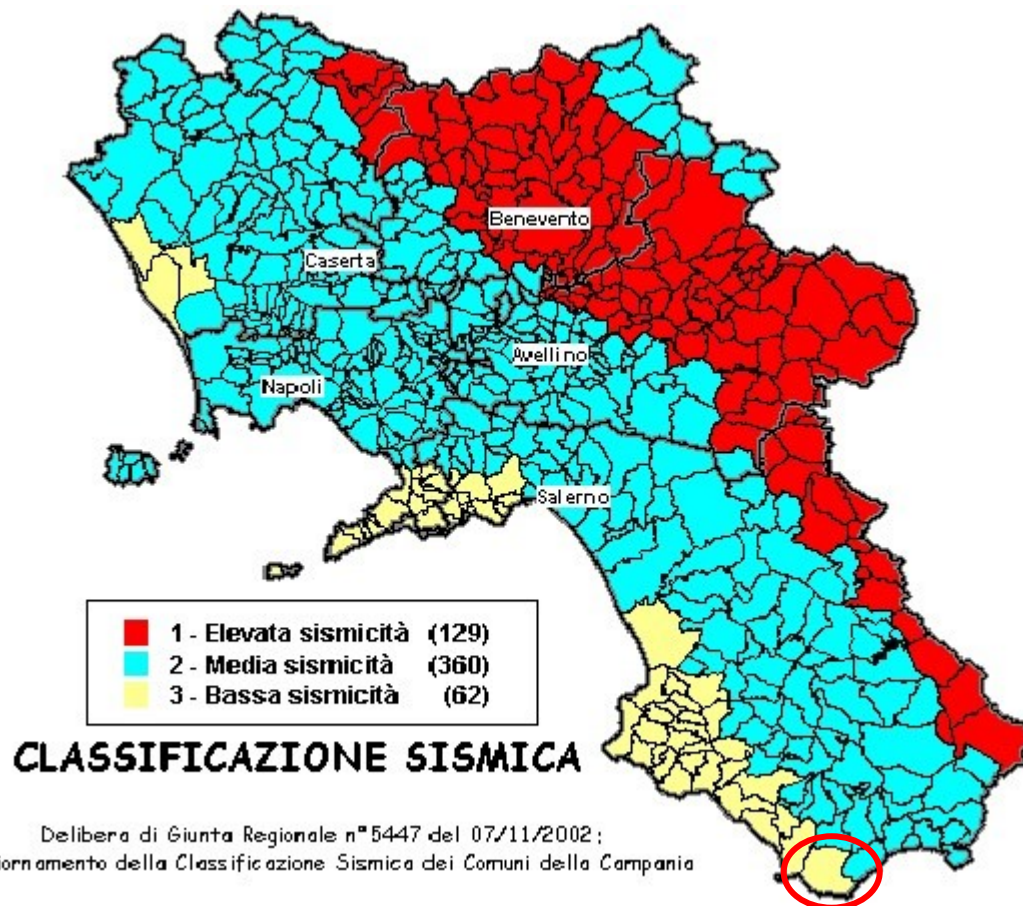 Benevento
Caserta
Avellino
Napoli
Salerno
1 - Elevata sismicità (129)
2 - Media sismicità (360)
3 - Bassa sismicità (62)
CLASSIFICAZIONE SISMICA
Delibera di Giunta Regionale n° 5447 del 07/11/2002;
iornamento della Classificazione Sismica dei Comuni della Campania